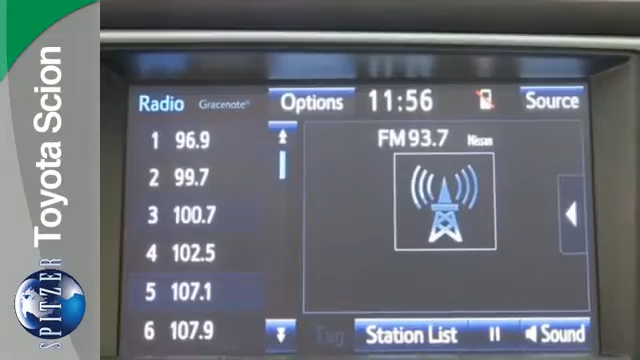 Radio Gracenote® Options 11:56 Source
1 96.9
2 99.7
3 100.7
4 102.5
5 107.1
6 107.9
FM 93.7 Nissan
Tag Station List Sound
Toyota Scion
SPITZER